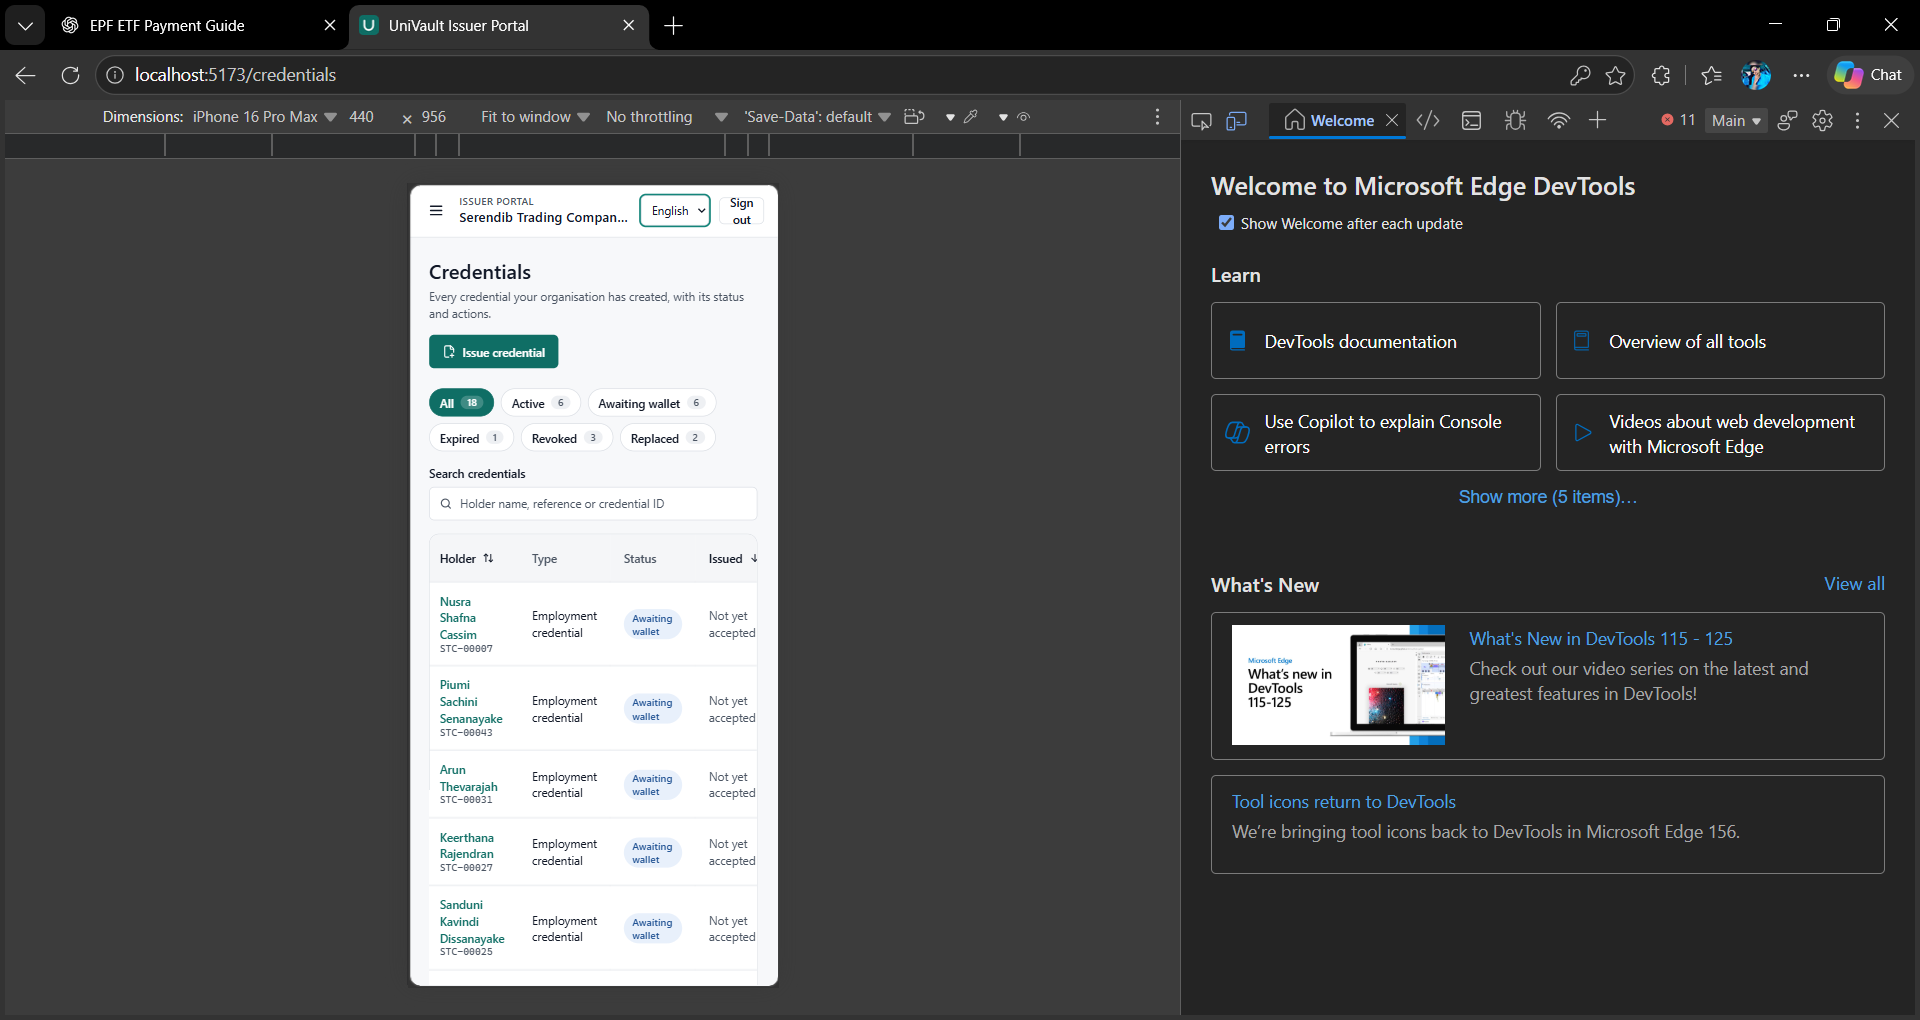 EPF ETF Payment Guide
UniVault Issuer Portal
localhost:5173/credentials
Chat
Dimensions: iPhone 16 Pro Max 440 × 956 Fit to window No throttling 'Save-Data': default
Welcome
11
Main
ISSUER PORTAL
Serendib Trading Compan...
English
Sign
out
Credentials
Every credential your organisation has created, with its status
and actions.
Issue credential
All 18 Active 6 Awaiting wallet 6
Expired 1 Revoked 3 Replaced 2
Search credentials
Holder name, reference or credential ID
Holder Type Status Issued
Nusra
Shafna
Cassim
STC-00007
Employment
credential
Awaiting
wallet
Not yet
accepted
Piumi
Sachini
Senanayake
STC-00043
Employment
credential
Awaiting
wallet
Not yet
accepted
Arun
Thevarajah
STC-00031
Employment
credential
Awaiting
wallet
Not yet
accepted
Keerthana
Rajendran
STC-00027
Employment
credential
Awaiting
wallet
Not yet
accepted
Sanduni
Kavindi
Dissanayake
STC-00025
Employment
credential
Awaiting
wallet
Not yet
accepted
Welcome to Microsoft Edge DevTools
Show Welcome after each update
Learn
DevTools documentation
Overview of all tools
Use Copilot to explain Console
errors
Videos about web development
with Microsoft Edge
Show more (5 items)...
What's New
View all
Microsoft Edge
What's new in
DevTools
115-125
What's New in DevTools 115 - 125
Check out our video series on the latest and
greatest features in DevTools!
Tool icons return to DevTools
We're bringing tool icons back to DevTools in Microsoft Edge 156.